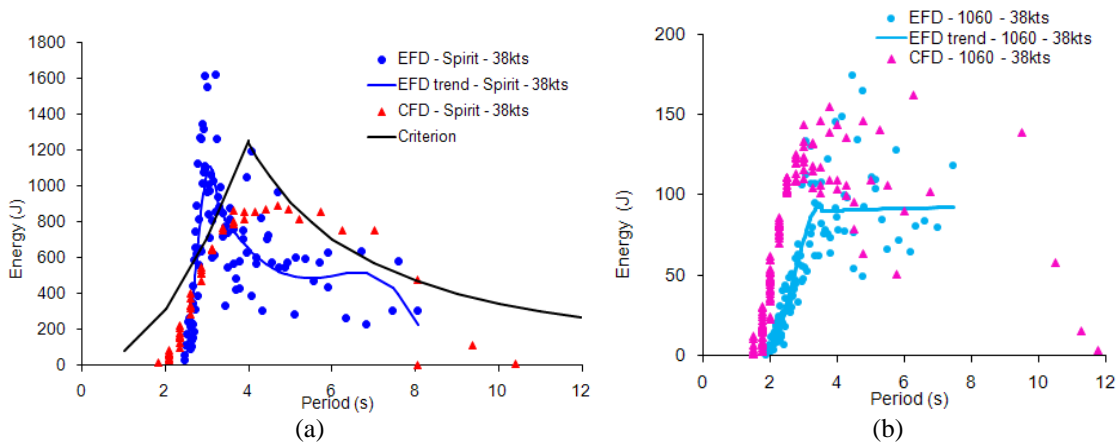 1800
1600
1400
1200
1000
800
600
400
200
0
Energy (J)
0 2 4 6 8 10 12
Period (s)
EFD - Spirit - 38kts
EFD trend - Spirit - 38kts
CFD - Spirit - 38kts
Criterion
(a)
200
150
100
50
0
Energy (J)
0 2 4 6 8 10 12
Period (s)
EFD - 1060 - 38kts
EFD trend - 1060 - 38kts
CFD - 1060 - 38kts
(b)